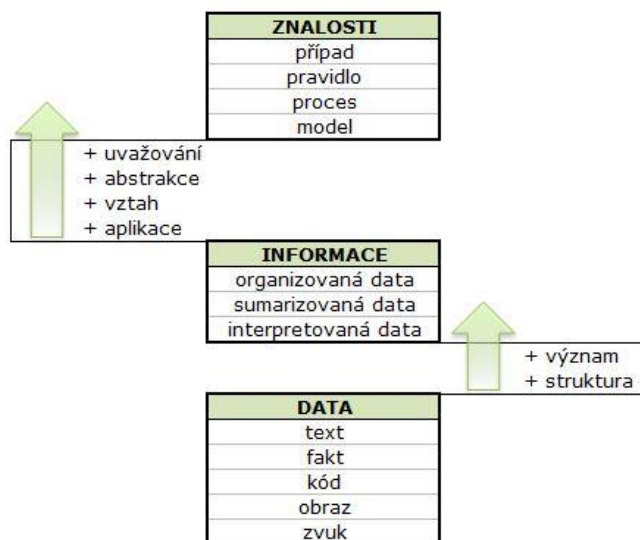 ZNALOSTI
případ
pravidlo
proces
model
+ uvažování
+ abstrakce
+ vztah
+ aplikace
INFORMACE
organizovaná data
sumarizovaná data
interpretovaná data
+ význam
+ struktura
DATA
text
fakt
kód
obraz
zvuk